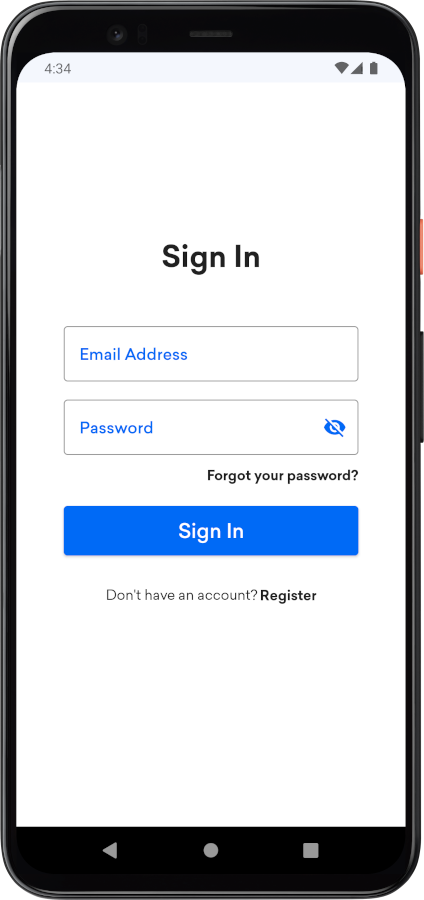 4:34
Sign In
Email Address
Password
Forgot your password?
Sign In
Don't have an account? Register